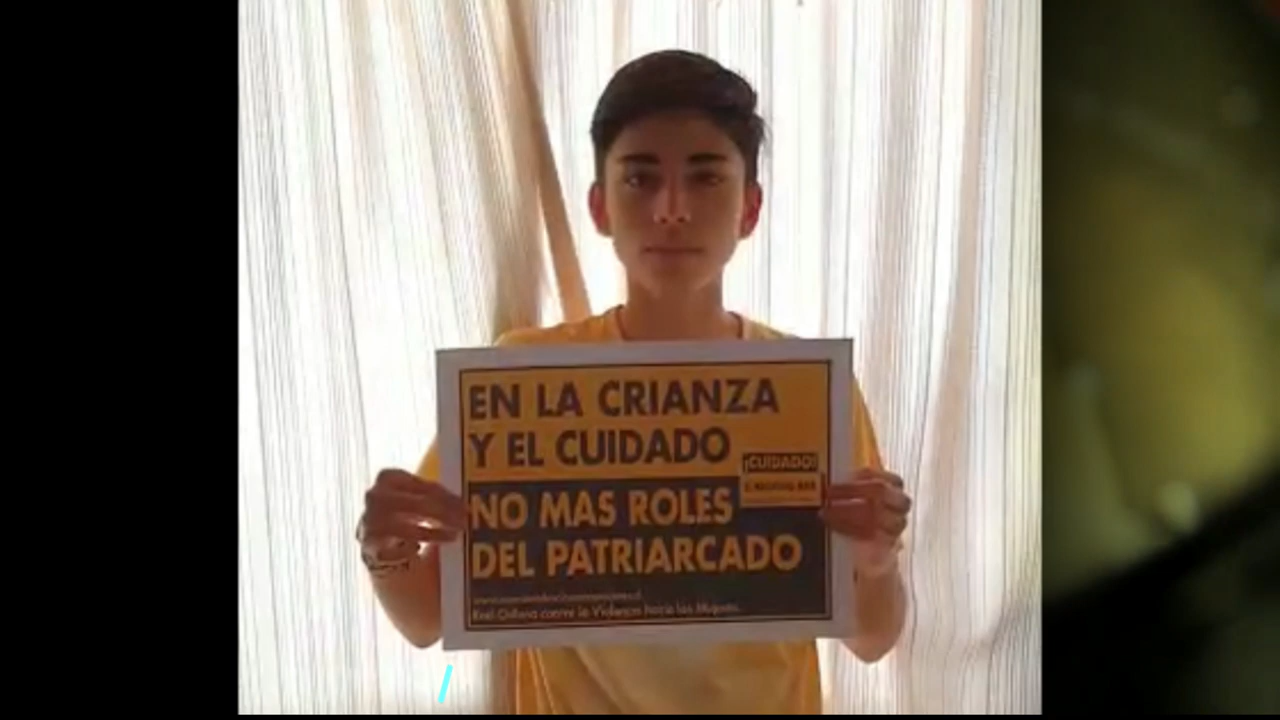 EN LA CRIANZA
Y EL CUIDADO
¡CUIDADO!
NO MAS ROLES
DEL PATRIARCADO
Red Chilena contra la Violencia hacia las Mujeres